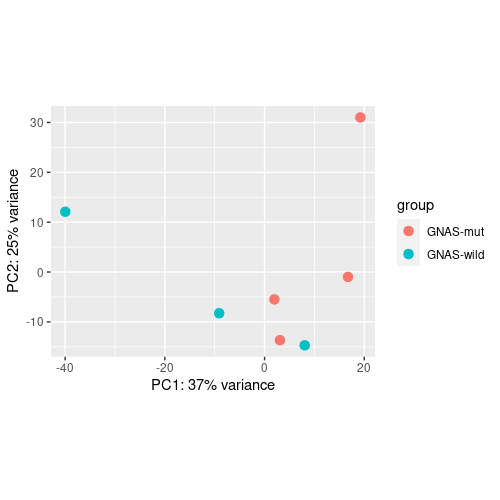 30
20
10
0
-10
-40
-20
0
20
PC1: 37% variance
PC2: 25% variance
group
GNAS-mut
GNAS-wild